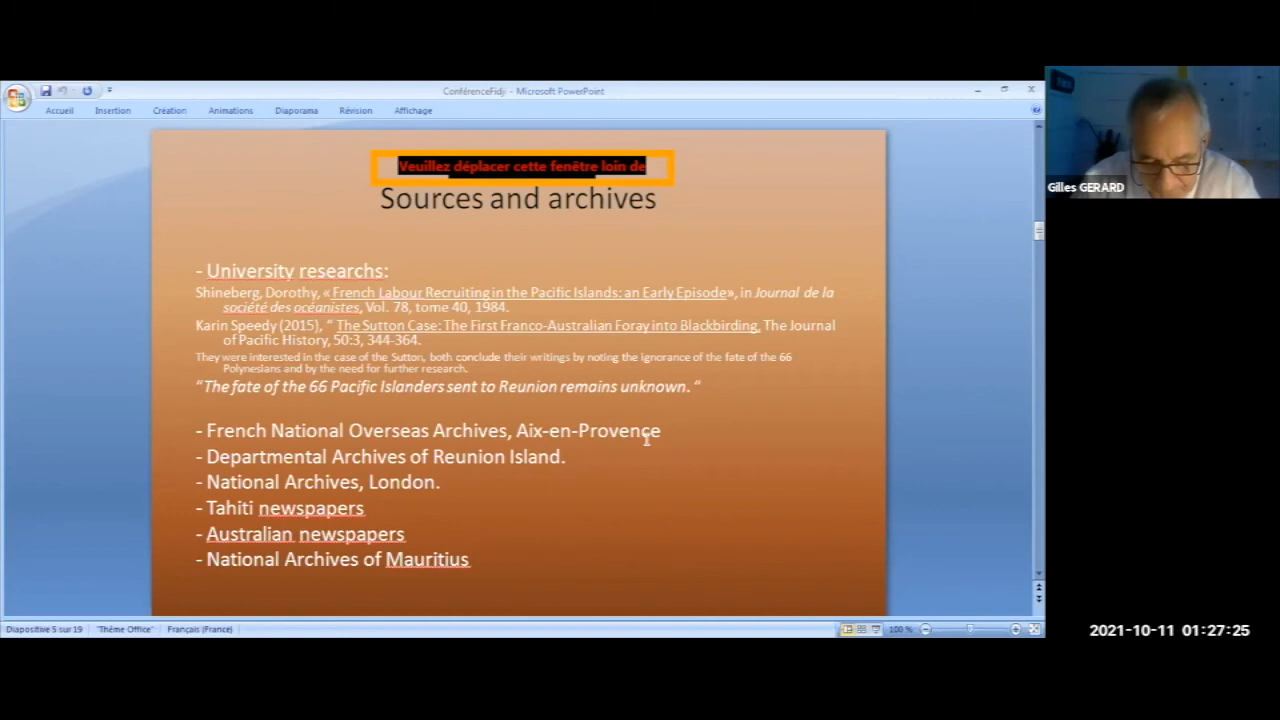 ConférenceFidji - Microsoft PowerPoint
Accueil Insertion Création Animations Diaporama Révision Affichage
Veuillez déplacer cette fenêtre loin de
Sources and archives
- University researchs:
Shineberg, Dorothy, « French Labour Recruiting in the Pacific Islands: an Early Episode», in Journal de la
société des océanistes, Vol. 78, tome 40, 1984.
Karin Speedy (2015), “ The Sutton Case: The First Franco-Australian Foray into Blackbirding, The Journal
of Pacific History, 50:3, 344-364.
They were interested in the case of the Sutton, both conclude their writings by noting the ignorance of the fate of the 66
Polynesians and by the need for further research.
“The fate of the 66 Pacific Islanders sent to Reunion remains unknown. “
- French National Overseas Archives, Aix-en-Provence
- Departmental Archives of Reunion Island.
- National Archives, London.
- Tahiti newspapers
- Australian newspapers
- National Archives of Mauritius
Diapositive 5 sur 19 "Thème Office" Français (France) 100 %
Gilles GERARD
2021-10-11 01:27:25